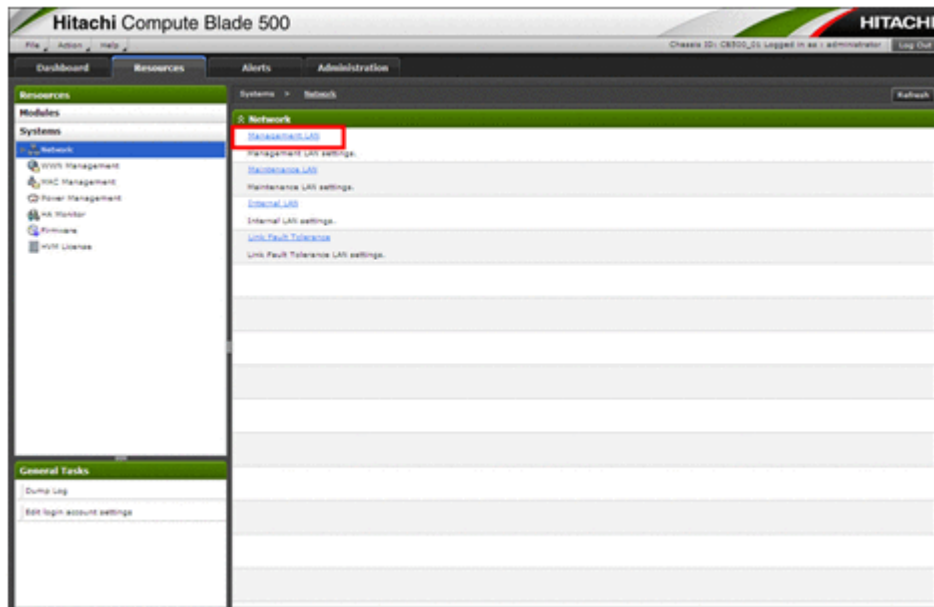 Hitachi Compute Blade 500
HITACHI
File Action Help
Chassis ID: CB500_01 Logged in as : administrator Log Out
Dashboard Resources Alerts Administration
Resources
Systems > Network
Refresh
Modules
Systems
Network
WWN Management
MAC Management
Power Management
HA Monitor
Firmware
HVM License
Network
Management LAN
Management LAN settings.
Maintenance LAN
Maintenance LAN settings.
Internal LAN
Internal LAN settings.
Link Fault Tolerance
Link Fault Tolerance LAN settings.
General Tasks
Dump Log
Edit login account settings